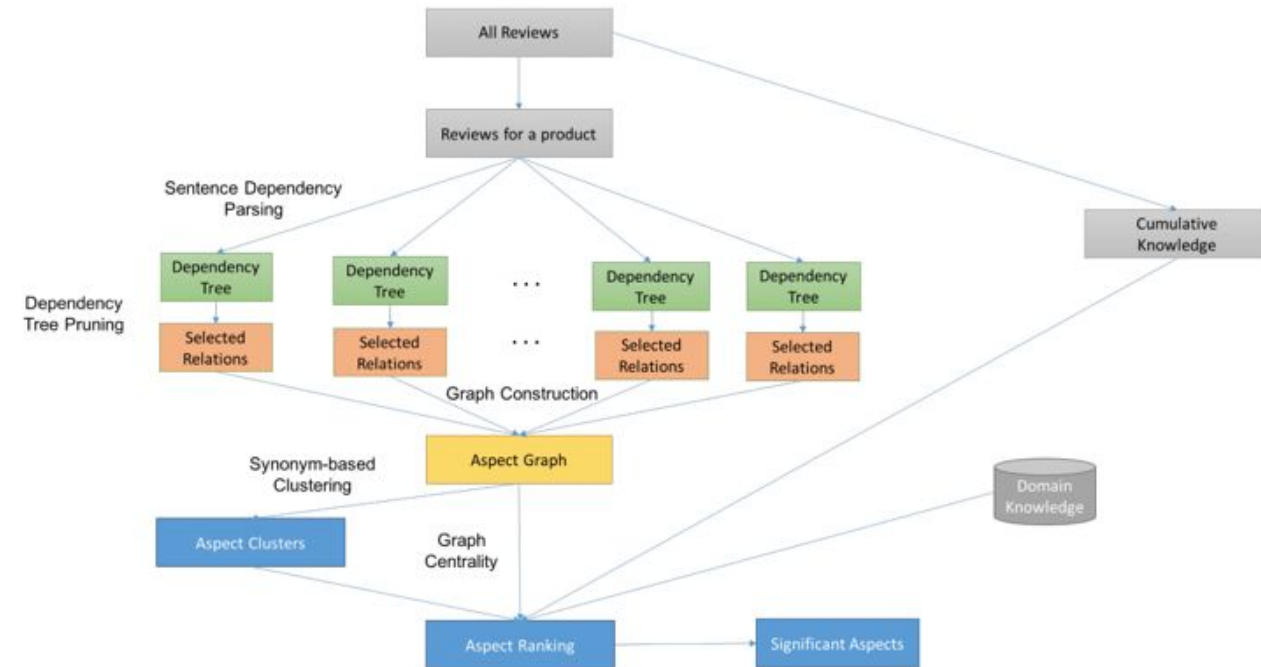 All Reviews
Reviews for a product
Sentence Dependency
Parsing
Cumulative
Knowledge
Dependency
Tree
Dependency
Tree
...
Dependency
Tree
Dependency
Tree
Dependency
Tree Pruning
Selected
Relations
Selected
Relations
...
Selected
Relations
Selected
Relations
Graph Construction
Aspect Graph
Synonym-based
Clustering
Domain
Knowledge
Aspect Clusters
Graph
Centrality
Aspect Ranking
Significant Aspects